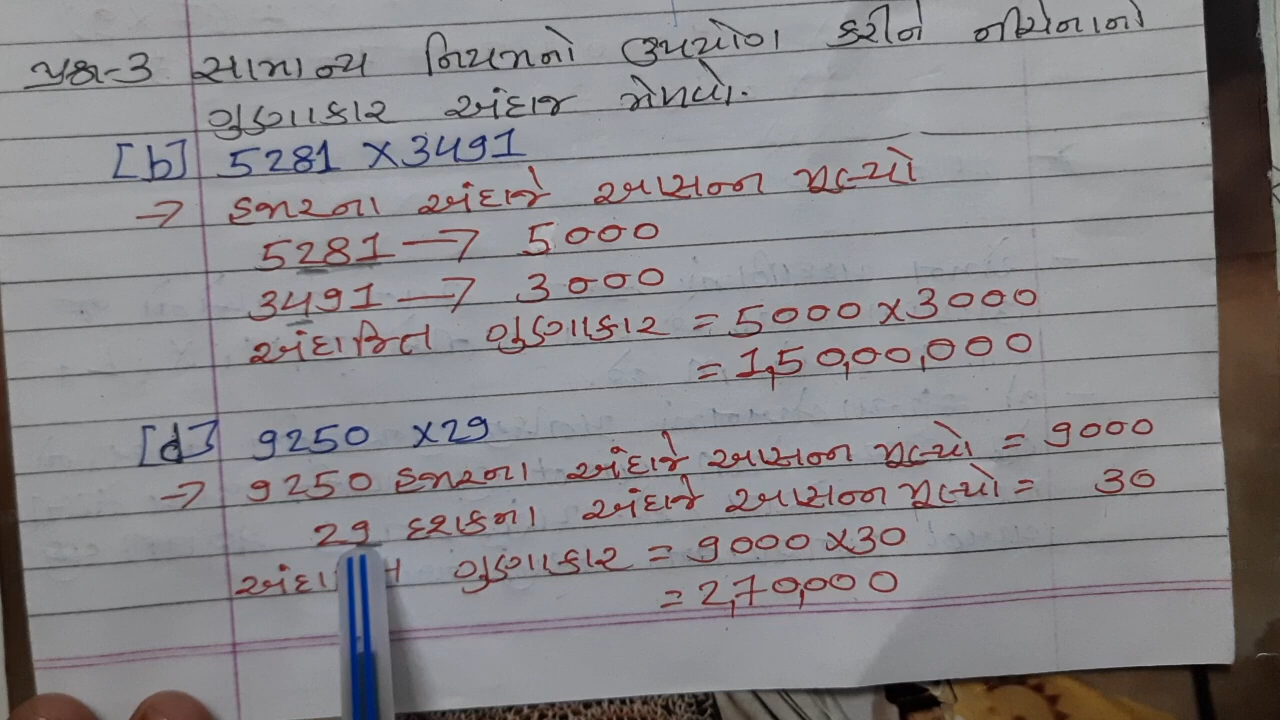 પ્રશ્ન-3 સામાન્ય નિયમનો ઉપયોગ કરીને નીચેનાનો
ગુણાકાર અંદાજ મેળવો.
[b] 5281 X 3491
→ હજારના અંદાજે આસન્ન મૂલ્યો
5281 → 5000
3491 → 3000
અંદાજિત ગુણાકાર = 5000 x 3000
= 1,50,00,000
[d] 9250 x 29
→ 9250 હજારના અંદાજે આસન્ન મૂલ્યો = 9000
29 દશકના અંદાજે આસન્ન મૂલ્યો = 30
ગુણાકાર = 9000 x 30
= 2,70,000